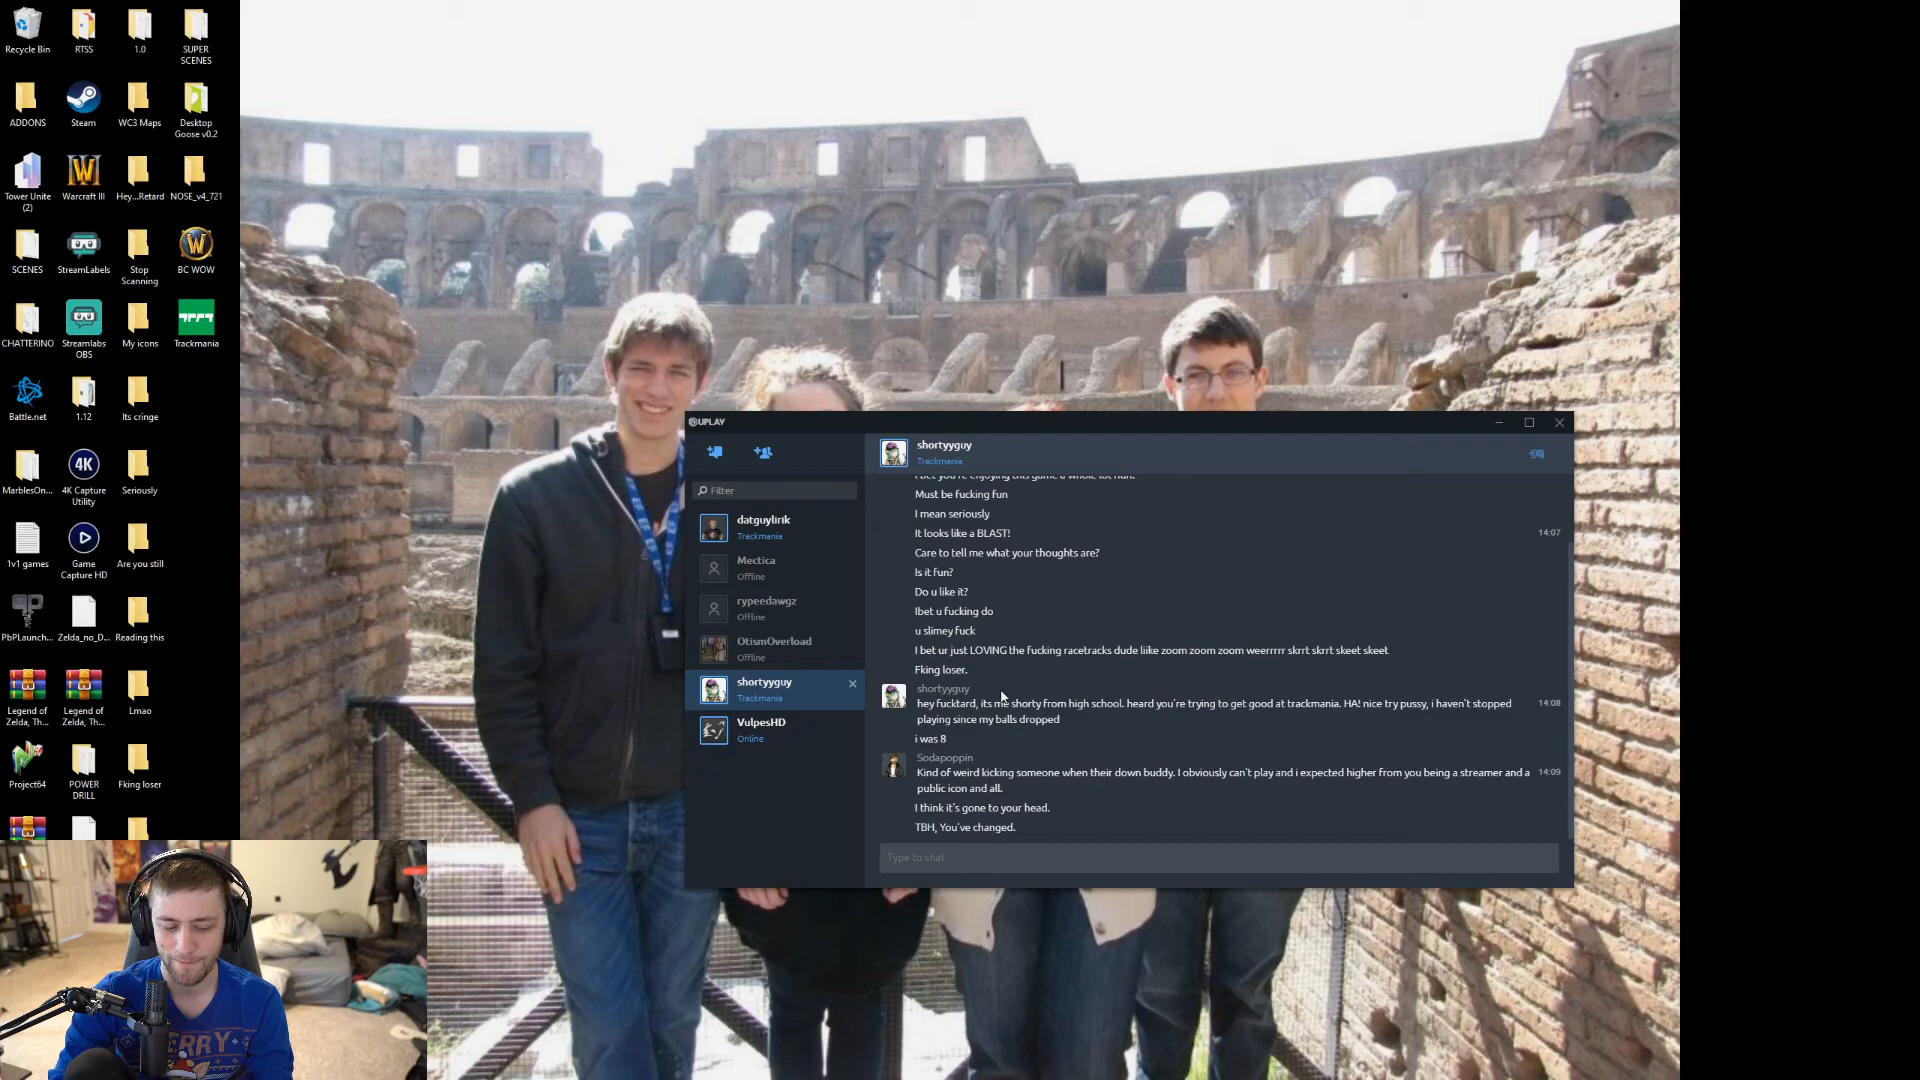 Recycle Bin
RTSS
1.0
SUPER
SCENES
ADDONS
Steam
WC3 Maps
Desktop
Goose v0.2
Tower Unite
(2)
Warcraft III
Hey...Retard
NOSE_v4_721
SCENES
StreamLabels
Stop
Scanning
BC WOW
CHATTERINO
Streamlabs
OBS
My icons
Trackmania
Battle.net
1.12
Its cringe
MarblesOn...
4K Capture
Utility
Seriously
1v1 games
Game
Capture HD
Are you still
PbPLaunch...
Zelda_no_D...
Reading this
Legend of
Zelda, Th...
Legend of
Zelda, Th...
Lmao
Project64
POWER
DRILL
Fking loser
UPLAY
Filter
datguylirik
Trackmania
Mectica
Offline
rypeedawgz
Offline
OtismOverload
Offline
shortyyguy
Trackmania
VulpesHD
Online
shortyyguy
Trackmania
I bet you're enjoying this game a whole lot huh?
Must be fucking fun
I mean seriously
It looks like a BLAST! 14:07
Care to tell me what your thoughts are?
Is it fun?
Do u like it?
Ibet u fucking do
u slimey fuck
I bet ur just LOVING the fucking racetracks dude liike zoom zoom zoom weerrrrr skrrt skrrt skeet skeet
Fking loser.
shortyyguy
hey fucktard, its me shorty from high school. heard you're trying to get good at trackmania. HA! nice try pussy, i haven't stopped 14:08
playing since my balls dropped
i was 8
Sodapoppin
Kind of weird kicking someone when their down buddy. I obviously can't play and i expected higher from you being a streamer and a 14:09
public icon and all.
I think it's gone to your head.
TBH, You've changed.
Type to chat
4K
ERRY